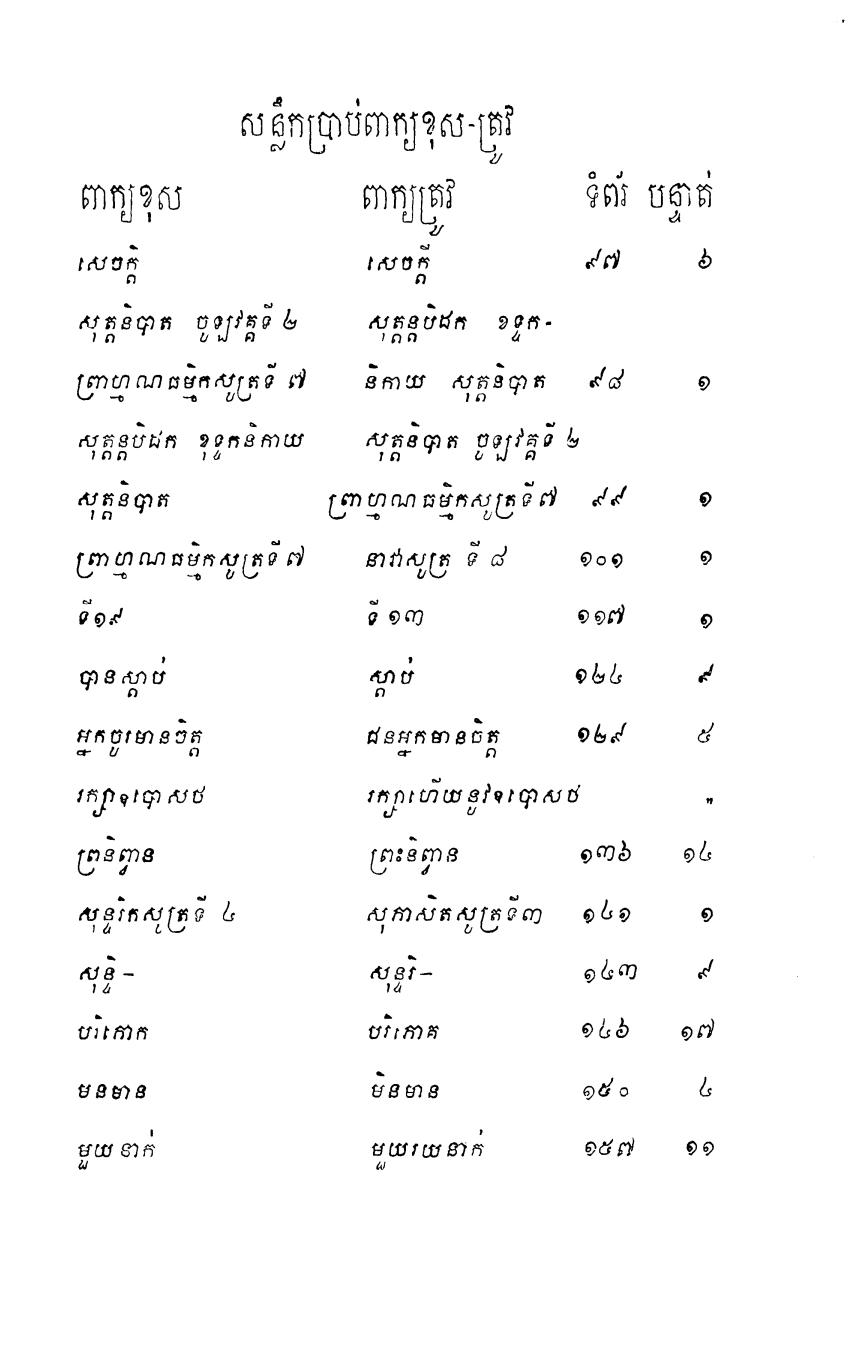 សន្លឹកប្រាប់ពាក្យខុស-ត្រូវ
ពាក្យខុស ពាក្យត្រូវ ទំព័រ បន្ទាត់
សេចក្តិ សេចក្តី ៩៧ ៦
សុត្តនិបាត ចូឡវគ្គទី ២ សុត្តន្តបិដក ខទ្ទក-
ព្រាហ្មណធម្មិកសូត្រទី ៧ និកាយ សុត្តនិបាត ៩៨ ១
សុត្តន្តបិដក ខុទ្ទកនិកាយ សុត្តនិបាត ចូឡវគ្គទី ២
សុត្តនិបាត ព្រាហ្មណធម្មិកសូត្រទី៧ ៩៩ ១
ព្រាហ្មណធម្មិកសូត្រទី៧ នាវាសូត្រ ទី ៨ ១០១ ១
ទី១៩ ទី ១៣ ១១៧ ១
បានស្តាប់ ស្តាប់ ១២៤ ៩
អ្នកចូរមានចិត្ត ជនអ្នកមានចិត្ត ១២៩ ៥
រក្សាឧបោសថ រក្សាហើយនូវឧបោសថ "
ព្រនិព្វាន ព្រះនិព្វាន ១៣៦ ១៤
សុន្ទរិកសូត្រទី ៤ សុភាសិតសូត្រទី៣ ១៤១ ១
សុន្ទិ- សុន្ទរិ- ១៤៣ ៩
បរិភោក បរិភោគ ១៤៦ ១៧
មនមាន មិនមាន ១៥០ ៤
មួយនាក់ មួយរយនាក់ ១៥៧ ១១